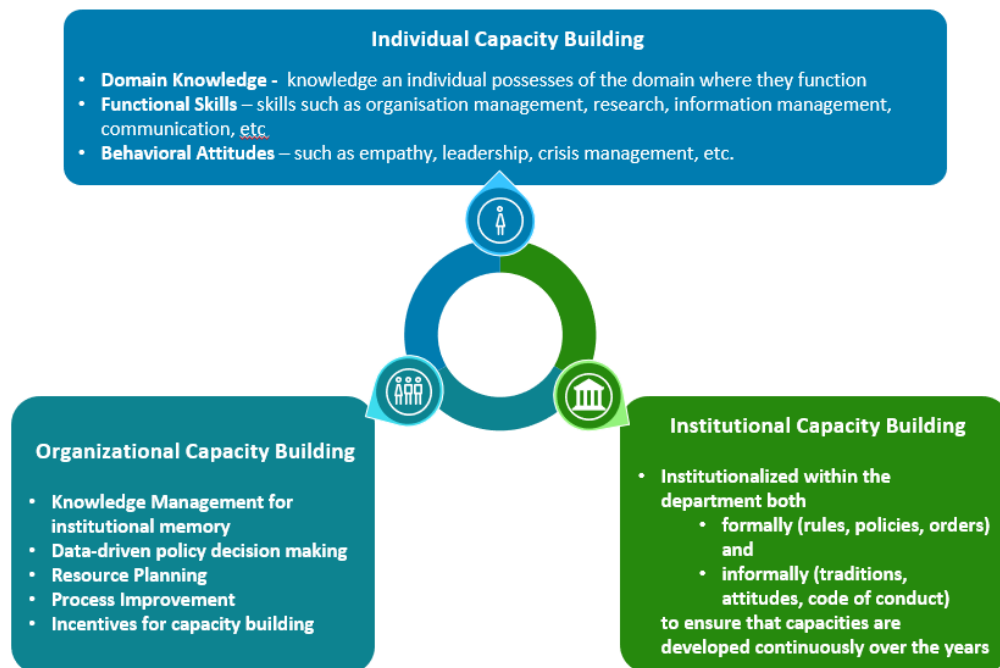 Individual Capacity Building
• Domain Knowledge - knowledge an individual possesses of the domain where they function
• Functional Skills – skills such as organisation management, research, information management,
communication, etc
• Behavioral Attitudes – such as empathy, leadership, crisis management, etc.
Organizational Capacity Building
• Knowledge Management for
institutional memory
• Data-driven policy decision making
• Resource Planning
• Process Improvement
• Incentives for capacity building
Institutional Capacity Building
• Institutionalized within the
department both
• formally (rules, policies, orders)
and
• informally (traditions,
attitudes, code of conduct)
to ensure that capacities are
developed continuously over the years